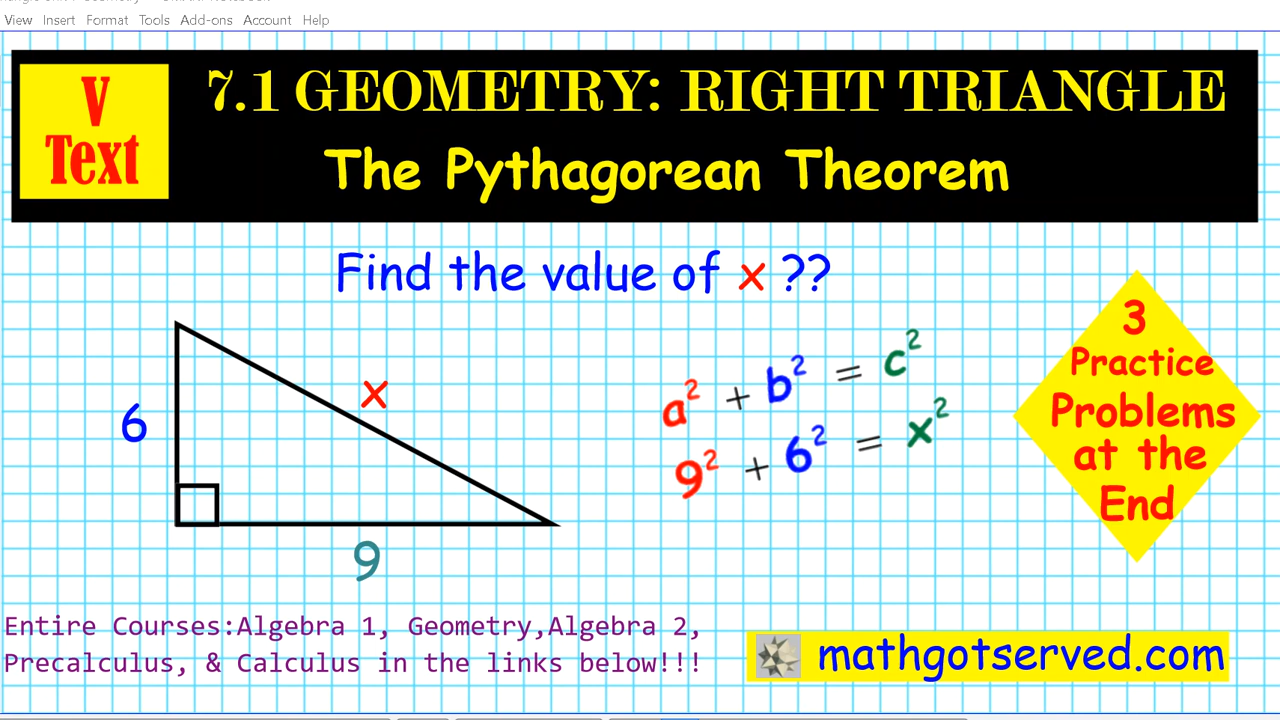 View Insert Format Tools Add-ons Account Help
V
Text
7.1 GEOMETRY: RIGHT TRIANGLE
The Pythagorean Theorem
Find the value of x ??
6
x
9
a² + b² = c²
9² + 6² = x²
3
Practice
Problems
at the
End
Entire Courses:Algebra 1, Geometry,Algebra 2,
Precalculus, & Calculus in the links below!!!
mathgotserved.com